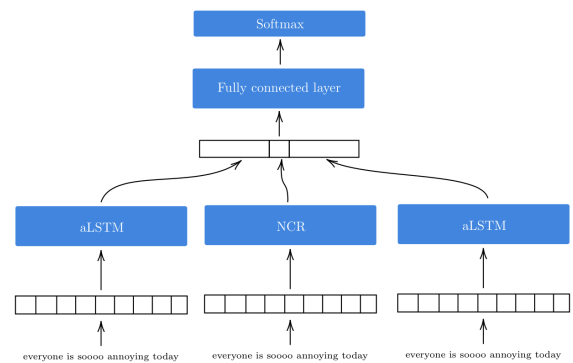 Softmax
Fully connected layer
aLSTM
NCR
aLSTM
everyone is soooo annoying today
everyone is soooo annoying today
everyone is soooo annoying today